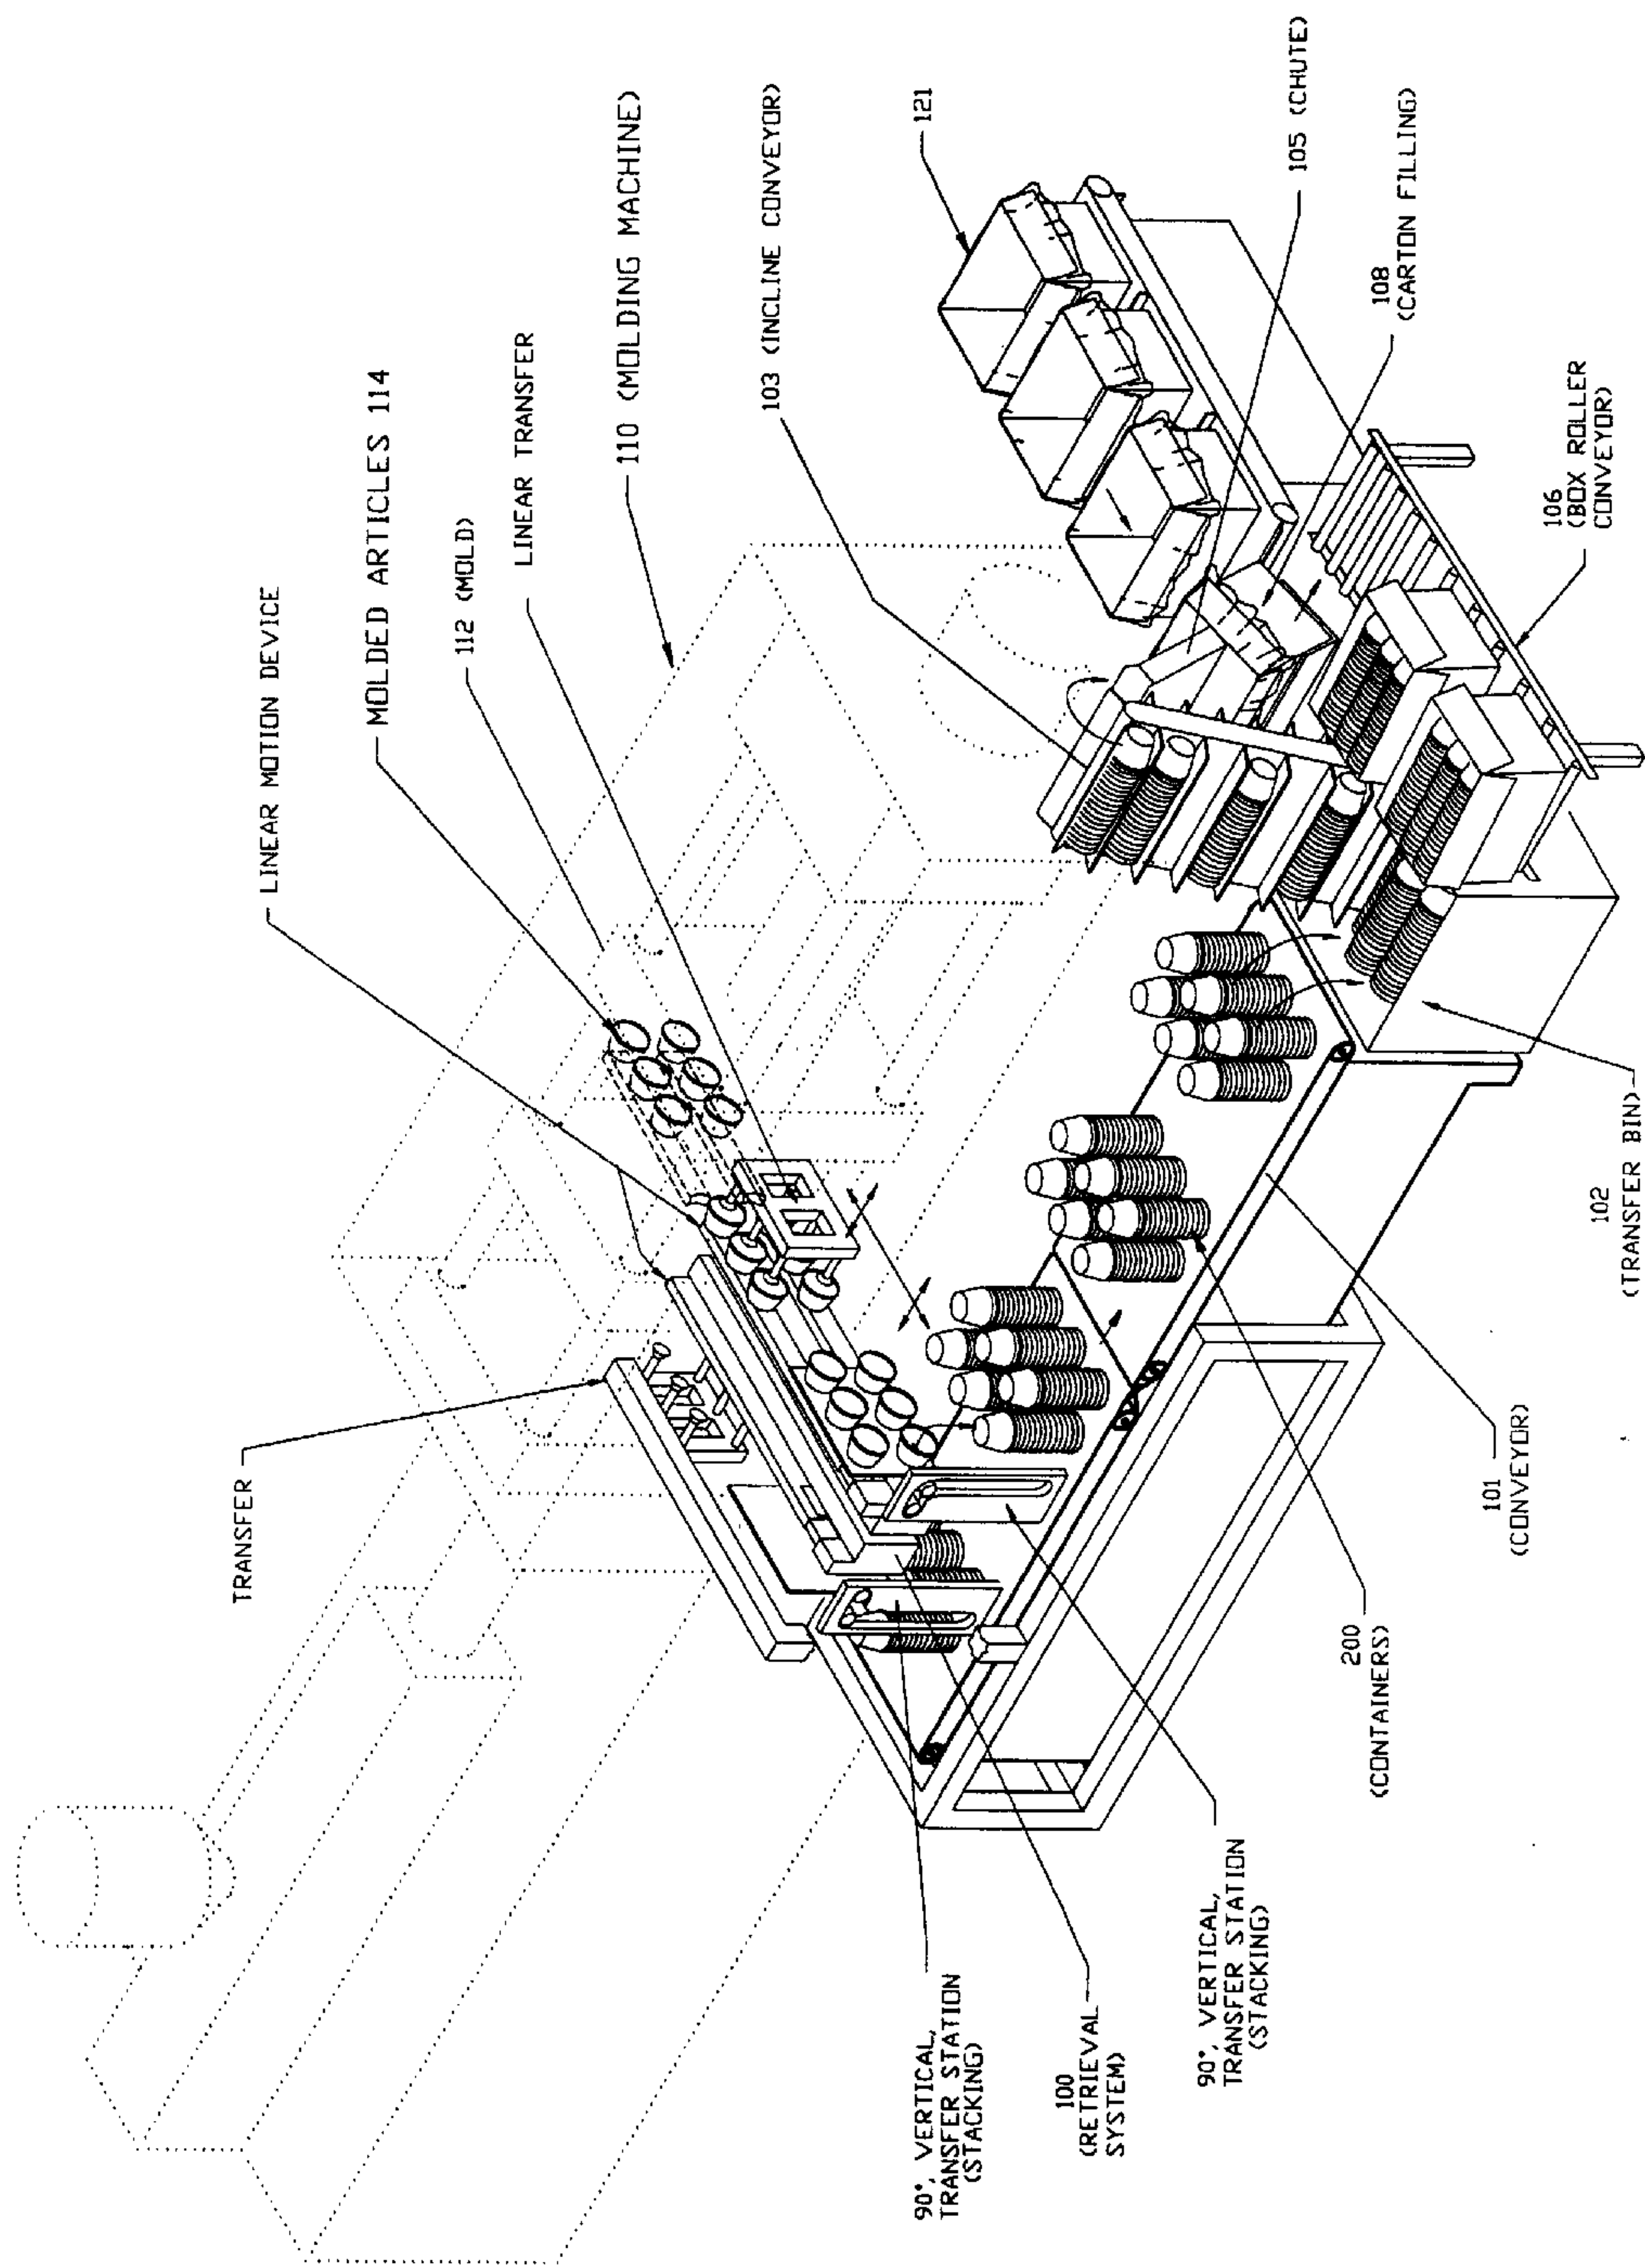 TRANSFER
LINEAR MOTION DEVICE
MOLDED ARTICLES 114
112 (MOLD)
LINEAR TRANSFER
110 (MOLDING MACHINE)
103 (INCLINE CONVEYOR)
121
105 (CHUTE)
108
(CARTON FILLING)
106
(BOX ROLLER
CONVEYOR)
90°, VERTICAL,
TRANSFER STATION
(STACKING)
100
(RETRIEVAL
SYSTEM)
90°, VERTICAL,
TRANSFER STATION
(STACKING)
200
(CONTAINERS)
101
(CONVEYOR)
102
(TRANSFER BIN)